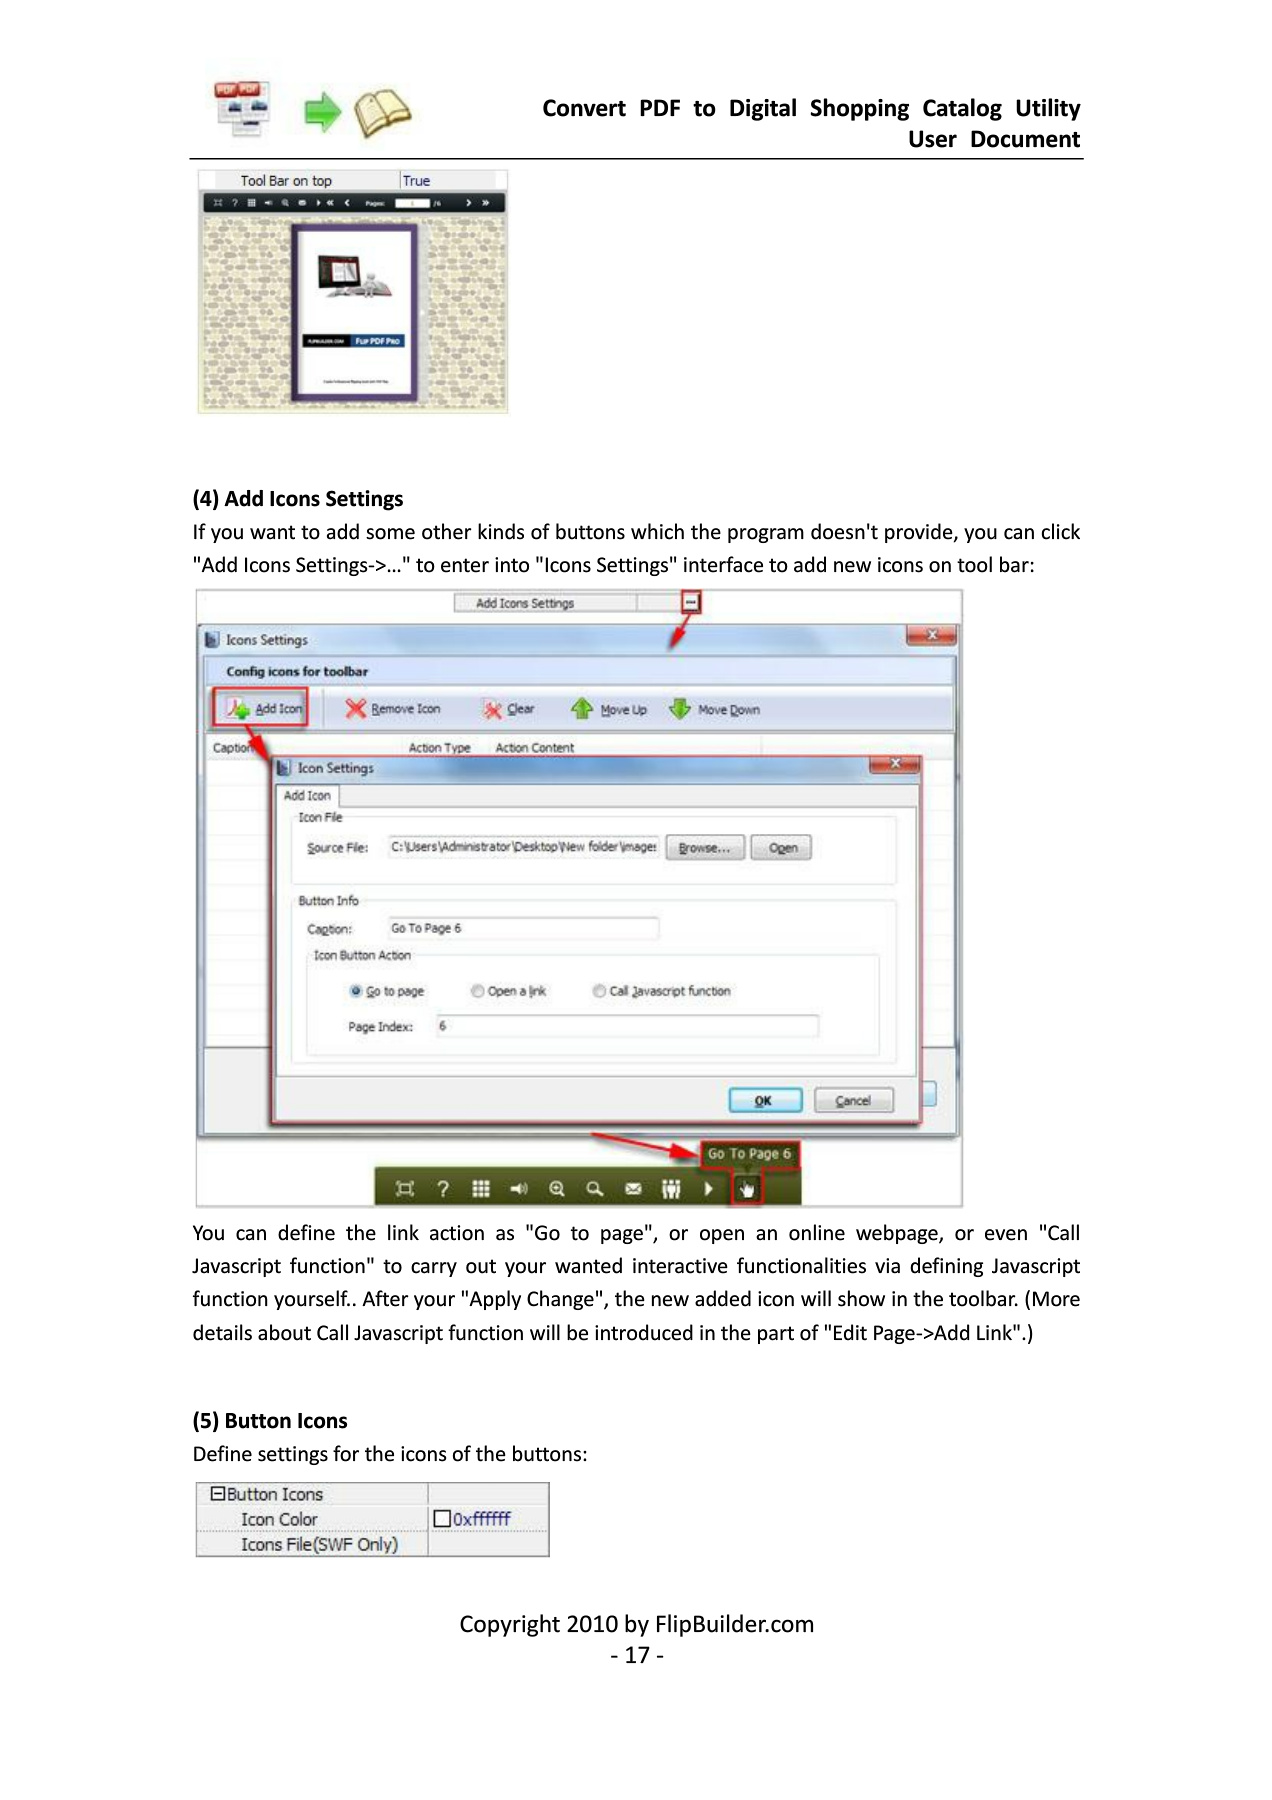 PDF PDF
Convert PDF to Digital Shopping Catalog Utility
User Document
Tool Bar on top True
? Pages: /6
FLIPBUILDER.COM FLIP PDF PRO
(4) Add Icons Settings
If you want to add some other kinds of buttons which the program doesn't provide, you can click
"Add Icons Settings->..." to enter into "Icons Settings" interface to add new icons on tool bar:
Add Icons Settings ...
Icons Settings
Config icons for toolbar
Add Icon Remove Icon Clear Move Up Move Down
Caption Action Type Action Content
Icon Settings
Add Icon
Icon File
Source File: C:\Users\Administrator\Desktop\New folder\images Browse... Open
Button Info
Caption: Go To Page 6
Icon Button Action
Go to page Open a link Call Javascript function
Page Index: 6
OK Cancel
Go To Page 6
?
You can define the link action as "Go to page", or open an online webpage, or even "Call
Javascript function" to carry out your wanted interactive functionalities via defining Javascript
function yourself.. After your "Apply Change", the new added icon will show in the toolbar. (More
details about Call Javascript function will be introduced in the part of "Edit Page->Add Link".)
(5) Button Icons
Define settings for the icons of the buttons:
Button Icons
Icon Color 0xffffff
Icons File(SWF Only)
Copyright 2010 by FlipBuilder.com
- 17 -